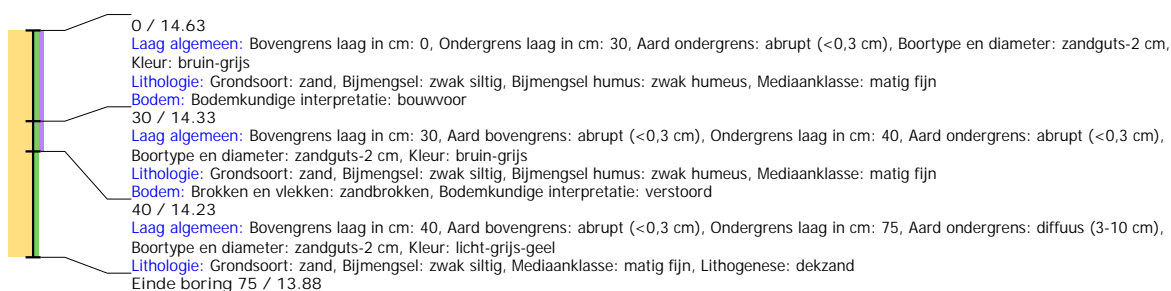 0 / 14.63
Laag algemeen: Bovengrens laag in cm: 0, Ondergrens laag in cm: 30, Aard ondergrens: abrupt (<0,3 cm), Boortype en diameter: zandguts-2 cm,
Kleur: bruin-grijs
Lithologie: Grondsoort: zand, Bijmengsel: zwak siltig, Bijmengsel humus: zwak humeus, Mediaanklasse: matig fijn
Bodem: Bodemkundige interpretatie: bouwvoor
30 / 14.33
Laag algemeen: Bovengrens laag in cm: 30, Aard bovengrens: abrupt (<0,3 cm), Ondergrens laag in cm: 40, Aard ondergrens: abrupt (<0,3 cm),
Boortype en diameter: zandguts-2 cm, Kleur: bruin-grijs
Lithologie: Grondsoort: zand, Bijmengsel: zwak siltig, Bijmengsel humus: zwak humeus, Mediaanklasse: matig fijn
Bodem: Brokken en vlekken: zandbrokken, Bodemkundige interpretatie: verstoord
40 / 14.23
Laag algemeen: Bovengrens laag in cm: 40, Aard bovengrens: abrupt (<0,3 cm), Ondergrens laag in cm: 75, Aard ondergrens: diffuus (3-10 cm),
Boortype en diameter: zandguts-2 cm, Kleur: licht-grijs-geel
Lithologie: Grondsoort: zand, Bijmengsel: zwak siltig, Mediaanklasse: matig fijn, Lithogenese: dekzand
Einde boring 75 / 13.88